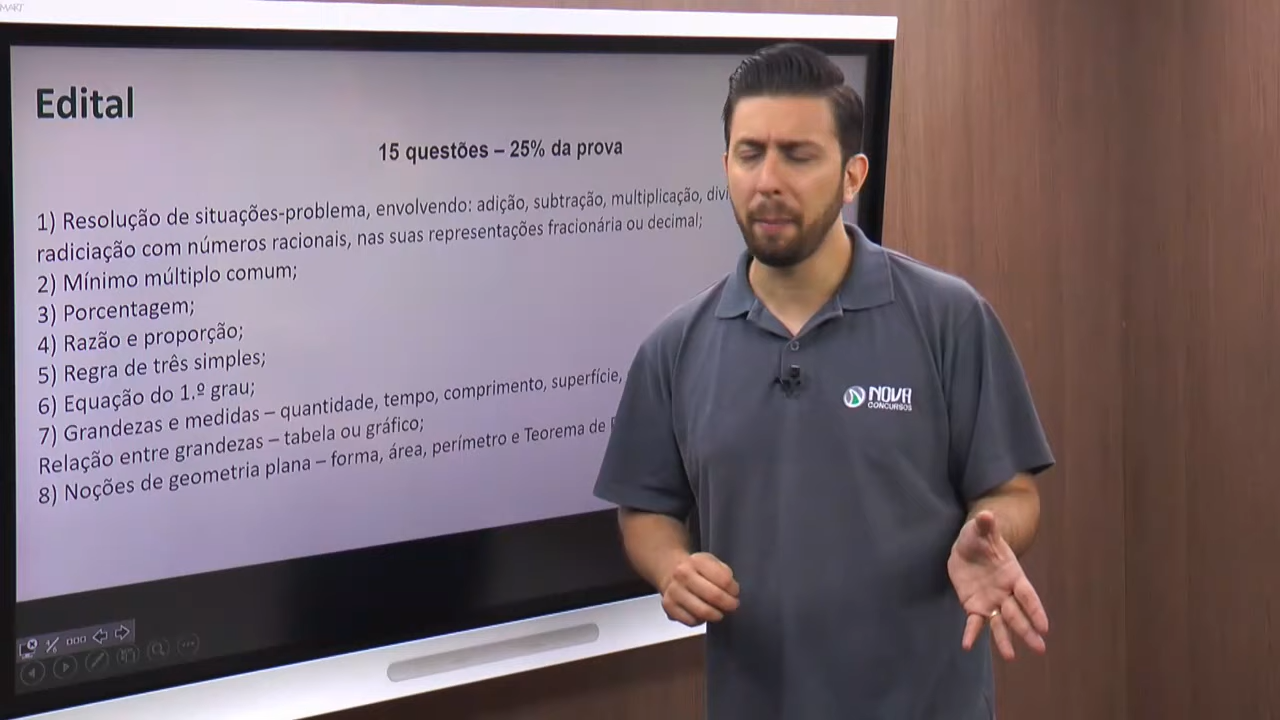 Edital
15 questões – 25% da prova
1) Resolução de situações-problema, envolvendo: adição, subtração, multiplicação,
radiciação com números racionais, nas suas representações fracionária ou decimal;
2) Mínimo múltiplo comum;
3) Porcentagem;
4) Razão e proporção;
5) Regra de três simples;
6) Equação do 1.º grau;
7) Grandezas e medidas – quantidade, tempo, comprimento, superfície,
Relação entre grandezas – tabela ou gráfico;
8) Noções de geometria plana – forma, área, perímetro e Teorema de
NOVA
CONCURSOS